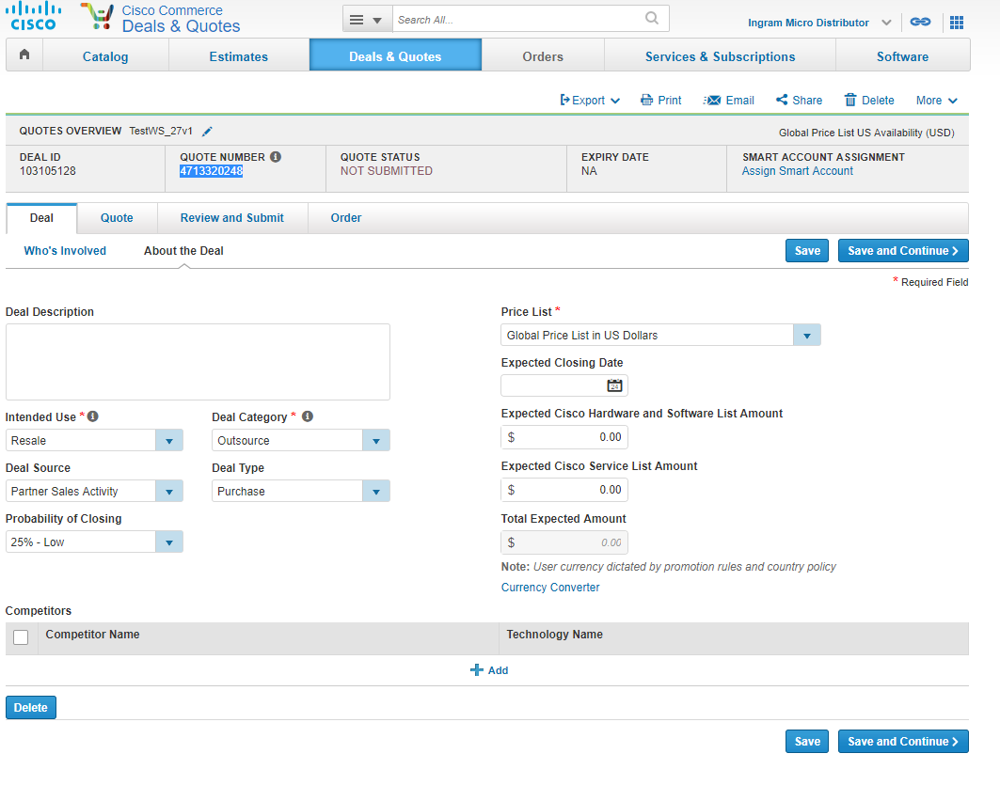 CISCO
Cisco Commerce
Deals & Quotes
Search All...
Ingram Micro Distributor
Catalog Estimates Deals & Quotes Orders Services & Subscriptions Software
Export Print Email Share Delete More
QUOTES OVERVIEW TestWS_27v1
Global Price List US Availability (USD)
DEAL ID QUOTE NUMBER QUOTE STATUS EXPIRY DATE SMART ACCOUNT ASSIGNMENT
103105128 4713320248 NOT SUBMITTED NA Assign Smart Account
Deal Quote Review and Submit Order
Who's Involved About the Deal Save Save and Continue
* Required Field
Deal Description
Price List *
Global Price List in US Dollars
Expected Closing Date
24
Intended Use * Deal Category *
Expected Cisco Hardware and Software List Amount
Resale Outsource
$ 0.00
Deal Source Deal Type
Expected Cisco Service List Amount
Partner Sales Activity Purchase
$ 0.00
Probability of Closing
Total Expected Amount
25% - Low
$ 0.00
Note: User currency dictated by promotion rules and country policy
Currency Converter
Competitors
Competitor Name Technology Name
Add
Delete
Save Save and Continue